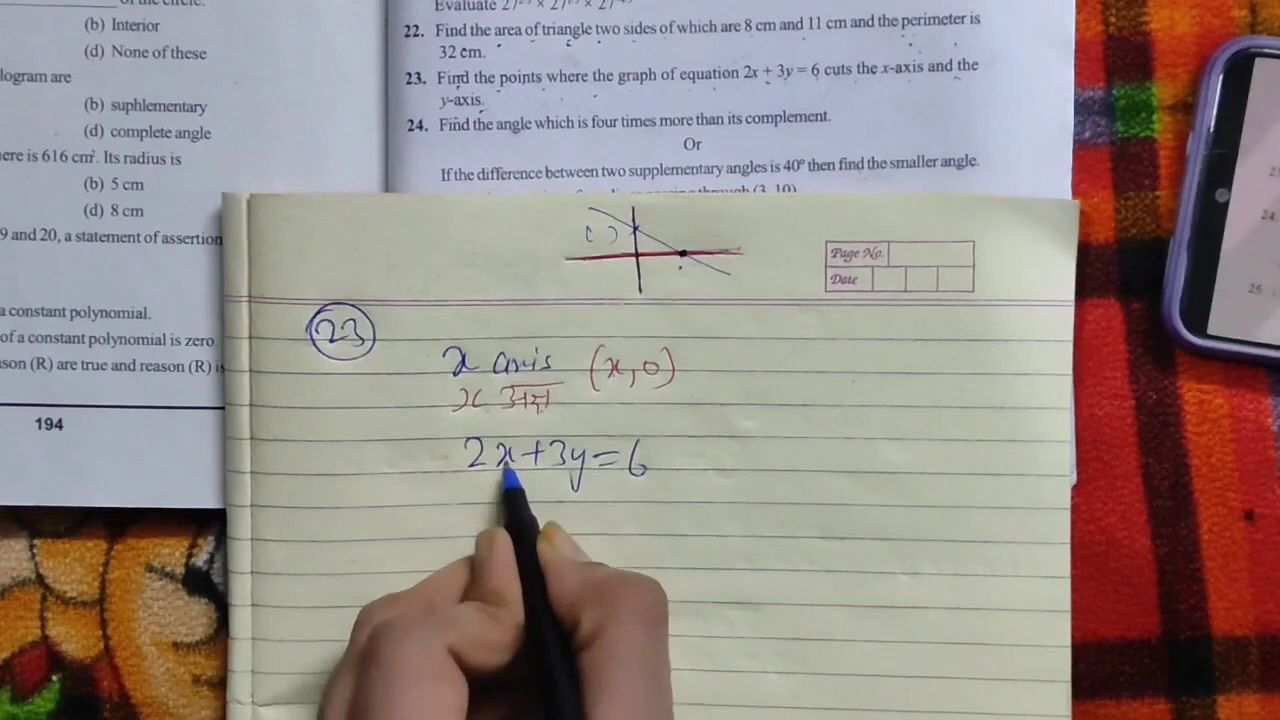 (b) Interior
(d) None of these
logram are
(b) suphlementary
(d) complete angle
ere is 616 cm². Its radius is
(b) 5 cm
(d) 8 cm
9 and 20, a statement of assertion
a constant polynomial.
of a constant polynomial is zero.
son (R) are true and reason (R) is
194
Evaluate
22. Find the area of triangle two sides of which are 8 cm and 11 cm and the perimeter is
32 cm.
23. Find the points where the graph of equation 2x + 3y = 6 cuts the x-axis and the
y-axis.
24. Find the angle which is four times more than its complement.
Or
If the difference between two supplementary angles is 40° then find the smaller angle.
through (3, 10)
( )
Page No.
Date
23
x axis (x, 0)
x अक्ष
2x+3y=6
25.